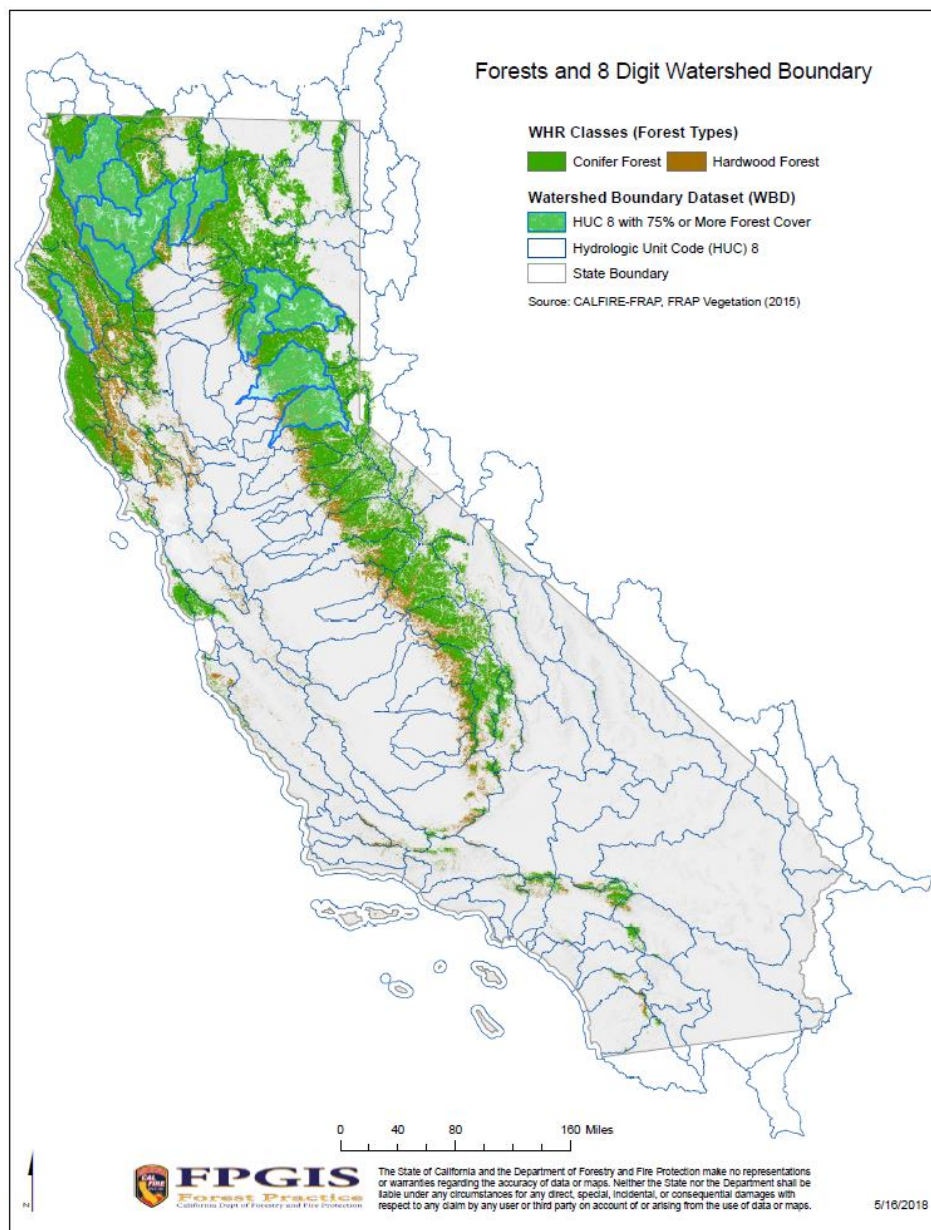 Forests and 8 Digit Watershed Boundary
WHR Classes (Forest Types)
Conifer Forest
Hardwood Forest
Watershed Boundary Dataset (WBD)
HUC 8 with 75% or More Forest Cover
Hydrologic Unit Code (HUC) 8
State Boundary
Source: CALFIRE-FRAP, FRAP Vegetation (2015)
0 40 80 160 Miles
N
CAL
FIRE
FPGIS
Forest Practice
California Dept of Forestry and Fire Protection
The State of California and the Department of Forestry and Fire Protection make no representations
or warranties regarding the accuracy of data or maps. Neither the State nor the Department shall be
liable under any circumstances for any direct, special, incidental, or consequential damages with
respect to any claim by any user or third party on account of or arising from the use of data or maps.
5/16/2018